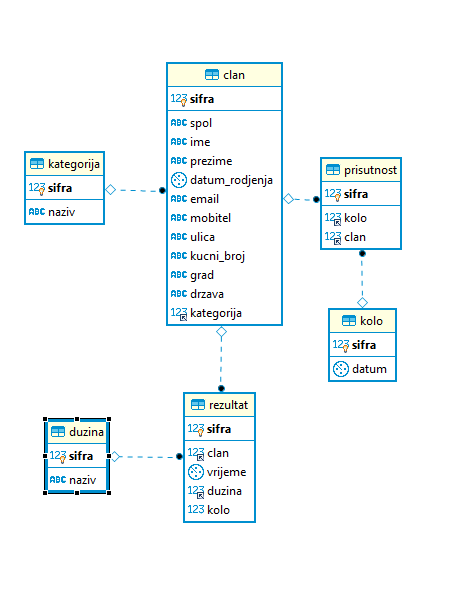 clan
123 sifra
ABC spol
ABC ime
ABC prezime
datum_rodjenja
ABC email
ABC mobitel
ABC ulica
ABC kucni_broj
ABC grad
ABC drzava
123 kategorija
kategorija
123 sifra
ABC naziv
prisutnost
123 sifra
123 kolo
123 clan
kolo
123 sifra
datum
rezultat
123 sifra
123 clan
vrijeme
123 duzina
123 kolo
duzina
123 sifra
ABC naziv